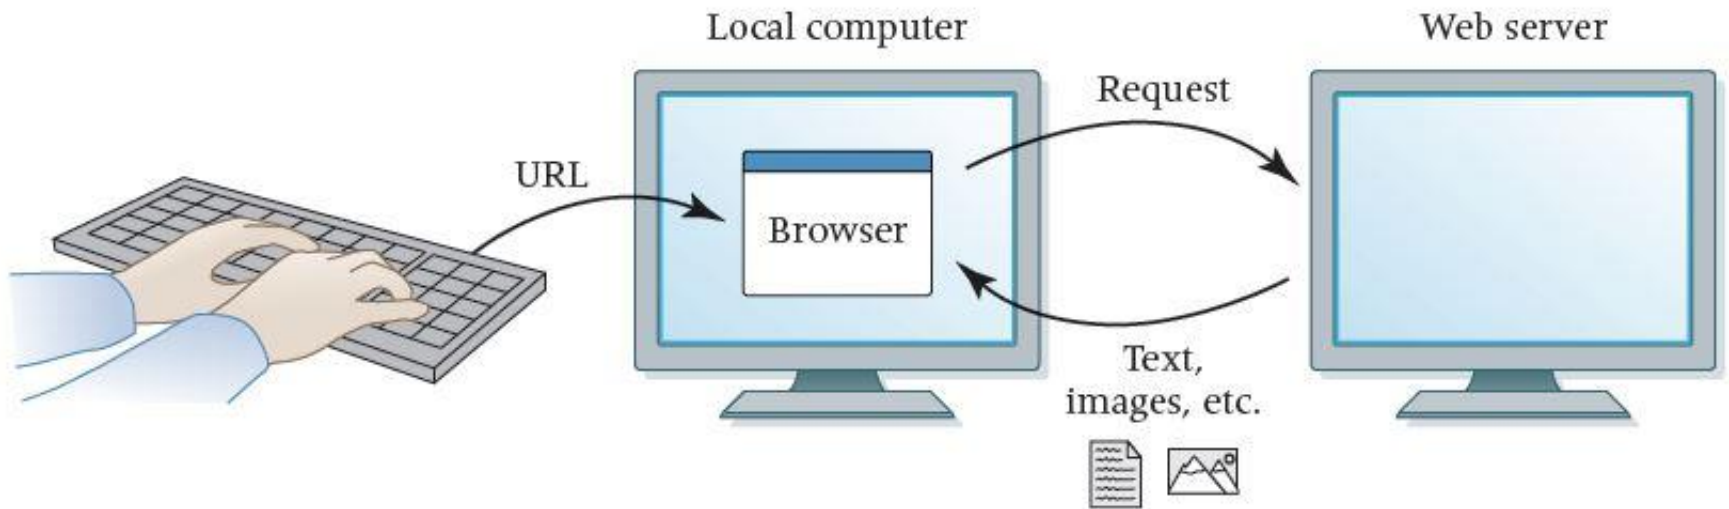 Local computer
Web server
Request
URL
Browser
Text,
images, etc.